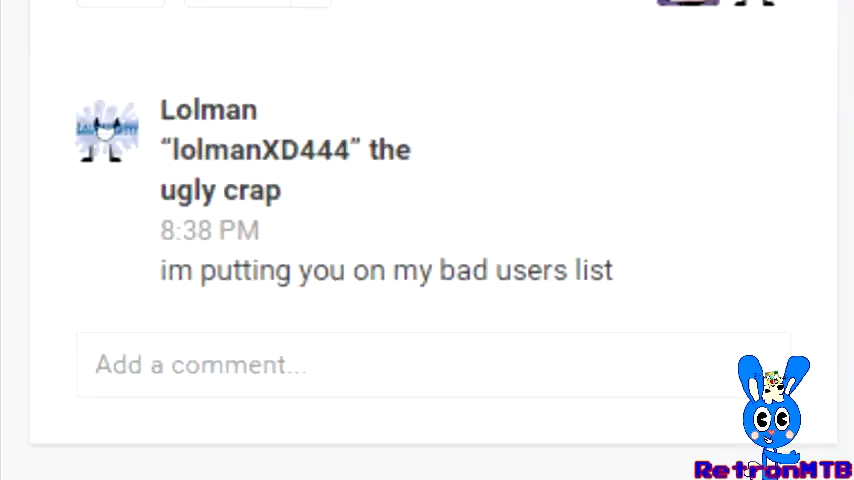 Lolman
“lolmanXD444” the
ugly crap
8:38 PM
im putting you on my bad users list
Add a comment...
RetronMTB